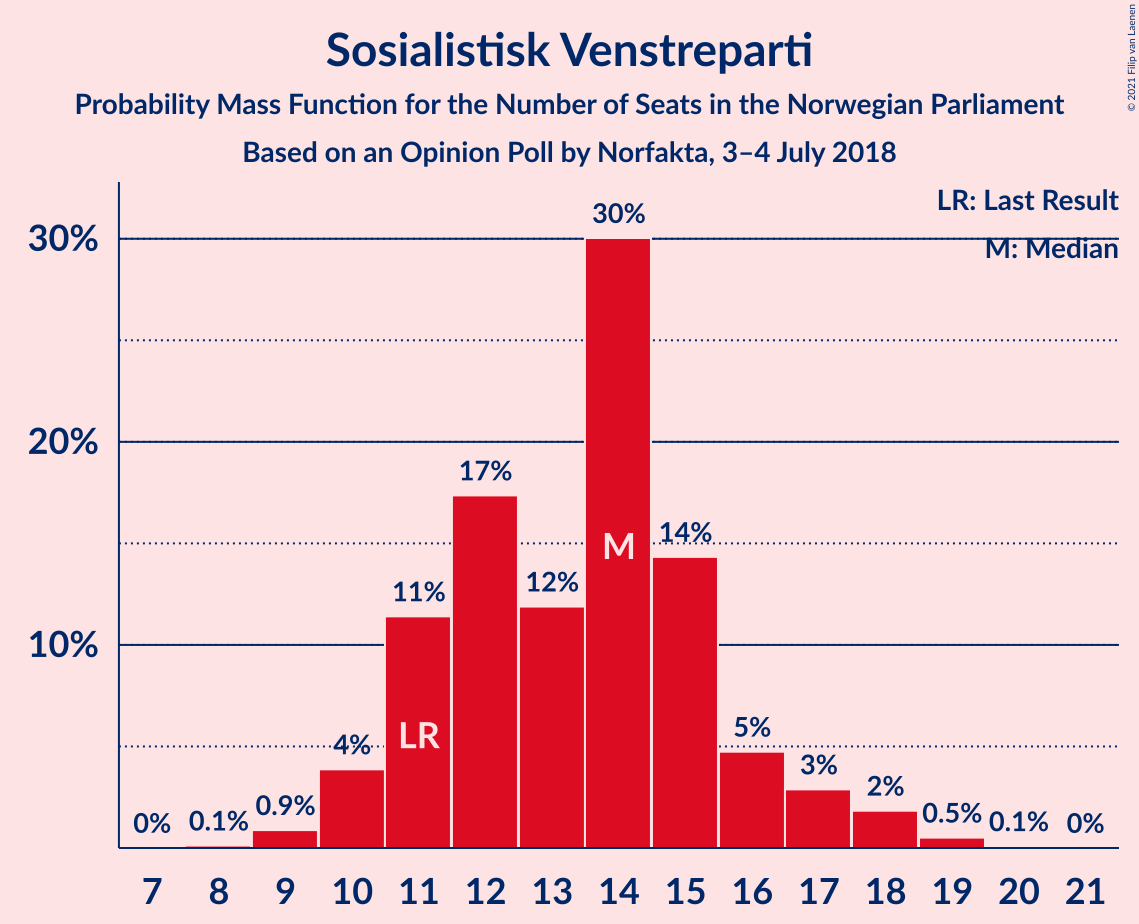 Sosialistisk Venstreparti
Probability Mass Function for the Number of Seats in the Norwegian Parliament
Based on an Opinion Poll by Norfakta, 3–4 July 2018
© 2021 Filip van Laenen
LR: Last Result
M: Median
30%
20%
10%
0%
0.1%
0.9%
4%
11%
17%
12%
30%
14%
5%
3%
2%
0.5%
0.1%
0%
LR
M
7 8 9 10 11 12 13 14 15 16 17 18 19 20 21